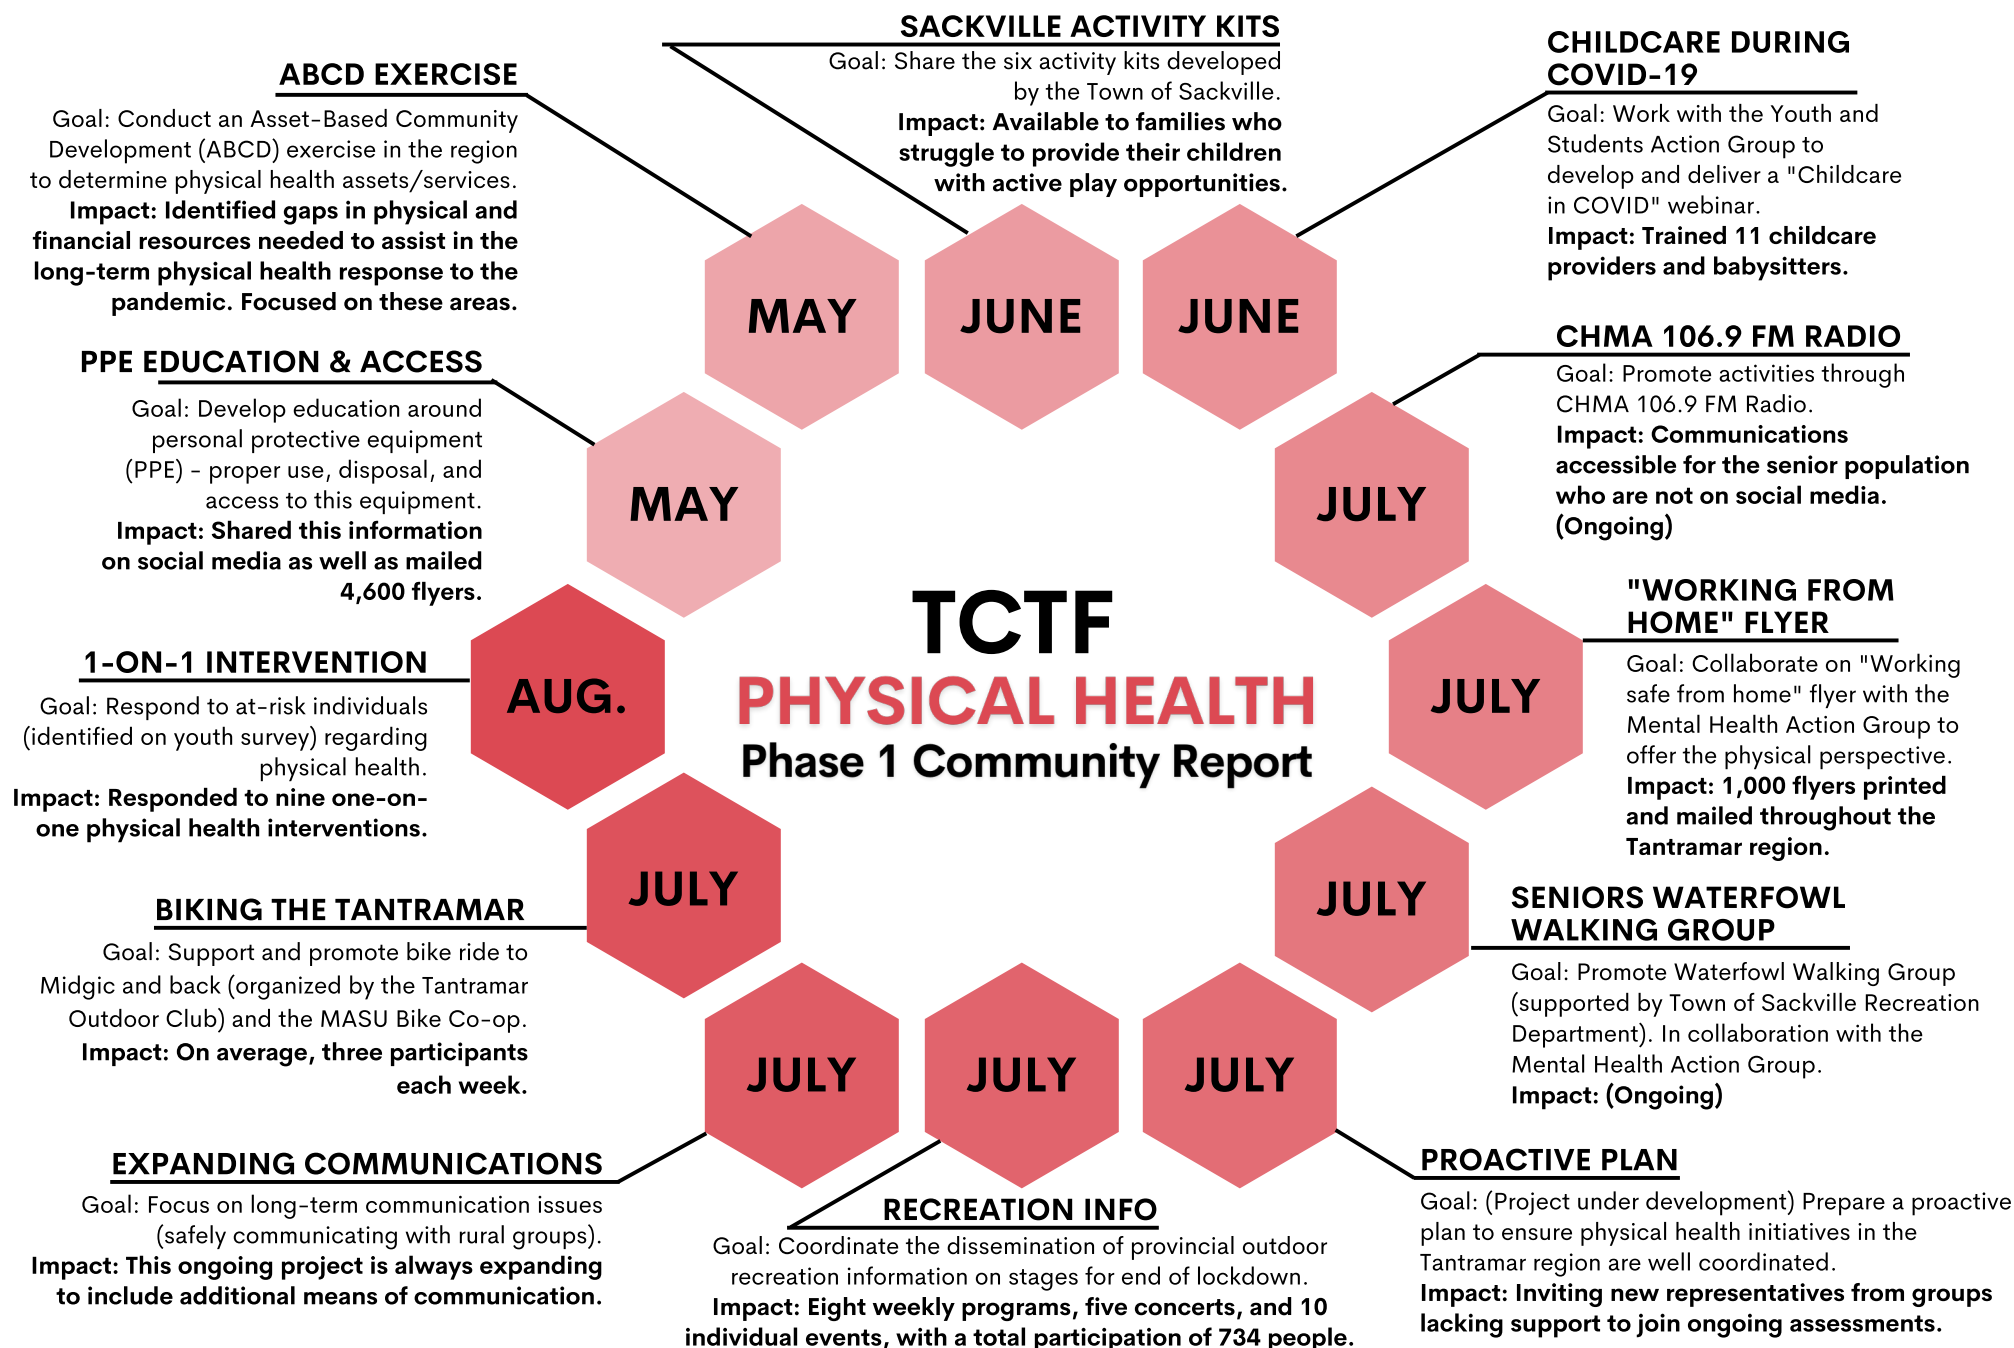 SACKVILLE ACTIVITY KITS
Goal: Share the six activity kits developed
by the Town of Sackville.
Impact: Available to families who
struggle to provide their children
with active play opportunities.
CHILDCARE DURING
COVID-19
Goal: Work with the Youth and
Students Action Group to
develop and deliver a "Childcare
in COVID" webinar.
Impact: Trained 11 childcare
providers and babysitters.
ABCD EXERCISE
Goal: Conduct an Asset-Based Community
Development (ABCD) exercise in the region
to determine physical health assets/services.
Impact: Identified gaps in physical and
financial resources needed to assist in the
long-term physical health response to the
pandemic. Focused on these areas.
MAY
JUNE
JUNE
CHMA 106.9 FM RADIO
Goal: Promote activities through
CHMA 106.9 FM Radio.
Impact: Communications
accessible for the senior population
who are not on social media.
(Ongoing)
PPE EDUCATION & ACCESS
Goal: Develop education around
personal protective equipment
(PPE) - proper use, disposal, and
access to this equipment.
Impact: Shared this information
on social media as well as mailed
4,600 flyers.
MAY
JULY
TCTF
PHYSICAL HEALTH
Phase 1 Community Report
"WORKING FROM
HOME" FLYER
Goal: Collaborate on "Working
safe from home" flyer with the
Mental Health Action Group to
offer the physical perspective.
Impact: 1,000 flyers printed
and mailed throughout the
Tantramar region.
1-ON-1 INTERVENTION
Goal: Respond to at-risk individuals
(identified on youth survey) regarding
physical health.
Impact: Responded to nine one-on-
one physical health interventions.
AUG.
JULY
JULY
JULY
SENIORS WATERFOWL
WALKING GROUP
Goal: Promote Waterfowl Walking Group
(supported by Town of Sackville Recreation
Department). In collaboration with the
Mental Health Action Group.
Impact: (Ongoing)
BIKING THE TANTRAMAR
Goal: Support and promote bike ride to
Midgic and back (organized by the Tantramar
Outdoor Club) and the MASU Bike Co-op.
Impact: On average, three participants
each week.
JULY
JULY
JULY
EXPANDING COMMUNICATIONS
Goal: Focus on long-term communication issues
(safely communicating with rural groups).
Impact: This ongoing project is always expanding
to include additional means of communication.
RECREATION INFO
Goal: Coordinate the dissemination of provincial outdoor
recreation information on stages for end of lockdown.
Impact: Eight weekly programs, five concerts, and 10
individual events, with a total participation of 734 people.
PROACTIVE PLAN
Goal: (Project under development) Prepare a proactive
plan to ensure physical health initiatives in the
Tantramar region are well coordinated.
Impact: Inviting new representatives from groups
lacking support to join ongoing assessments.